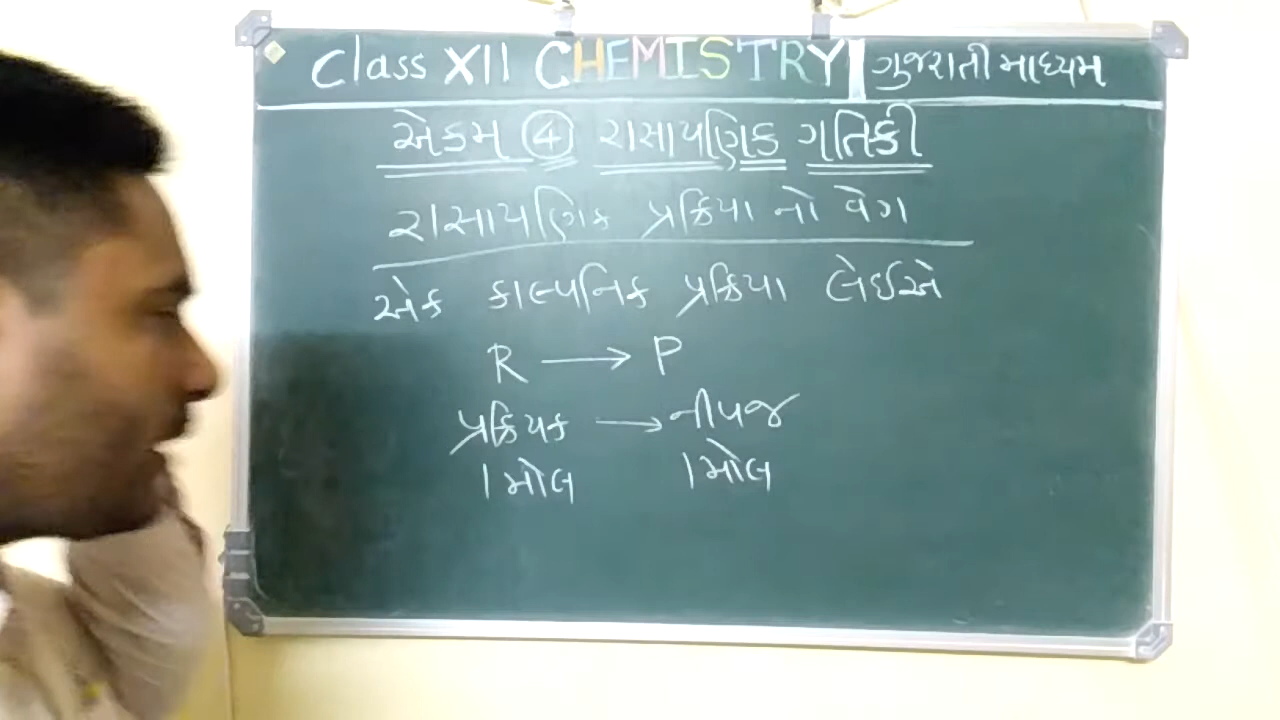 Class XII CHEMISTRY | ગુજરાતી માધ્યમ
એકમ ④ રાસાયણિક ગતિકી
રાસાયણિક પ્રક્રિયા નો વેગ
એક કાલ્પનિક પ્રક્રિયા લેઈએ
R ⟶ P
પ્રક્રિયક ⟶ નીપજ
1 મોલ 1 મોલ